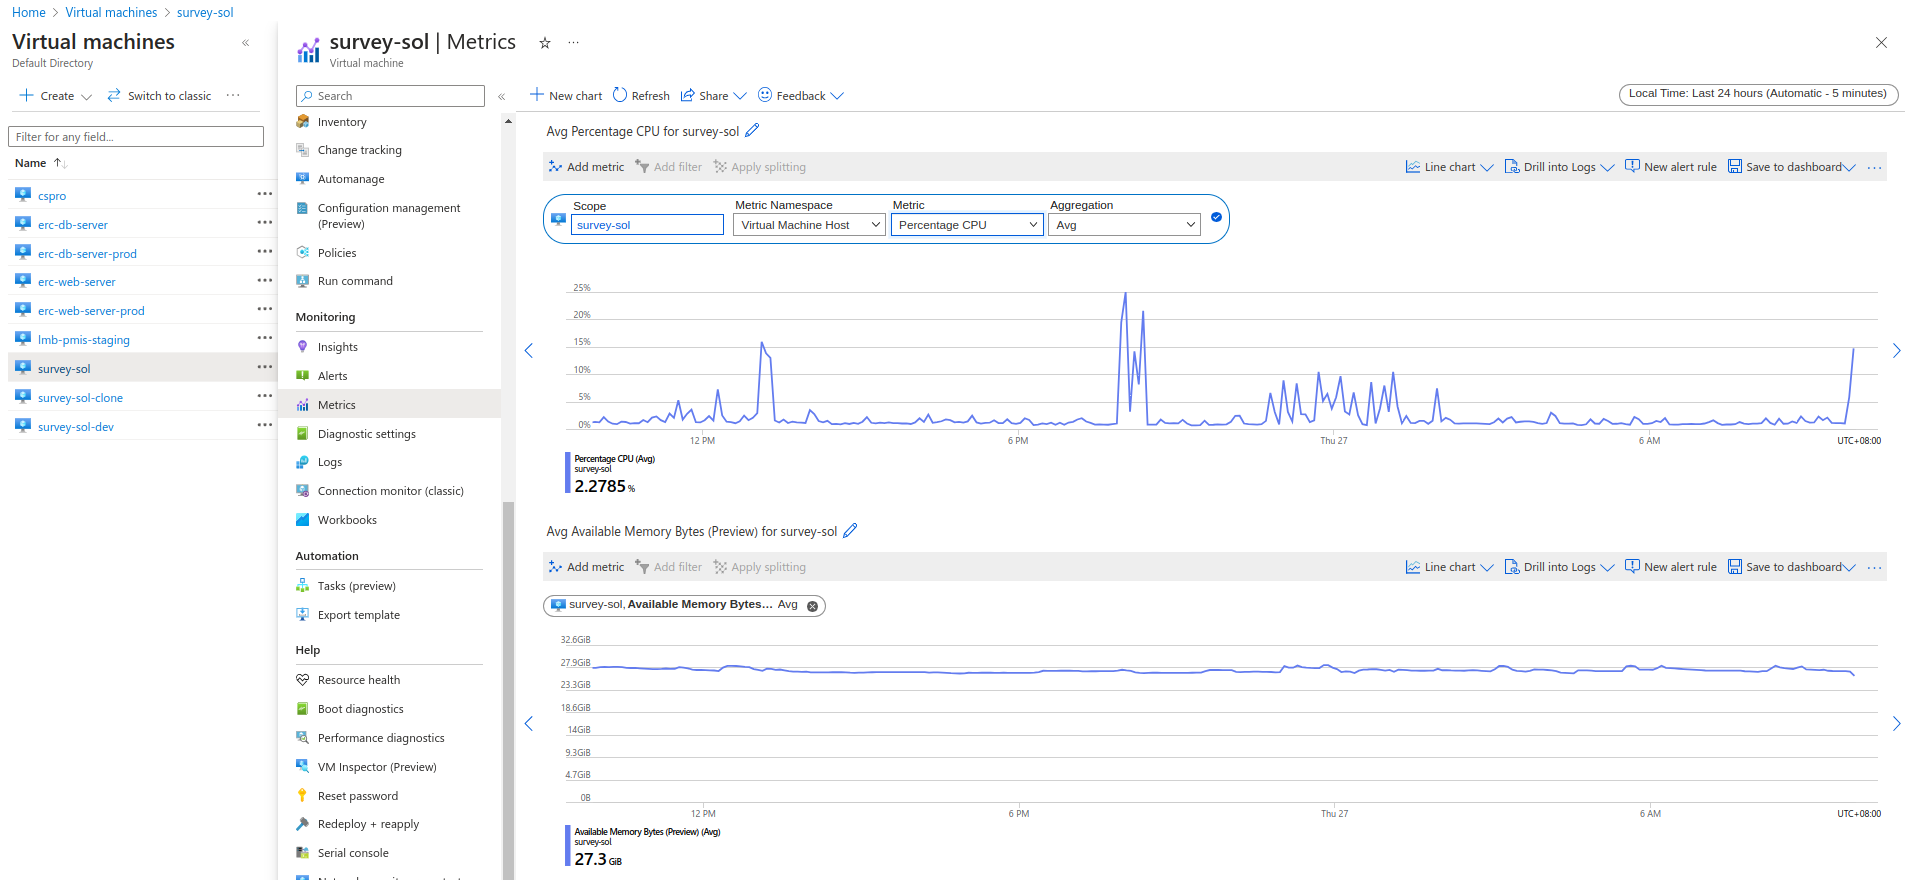 Home > Virtual machines > survey-sol
Virtual machines
Default Directory
Create
Switch to classic
Filter for any field...
Name
cspro
erc-db-server
erc-db-server-prod
erc-web-server
erc-web-server-prod
lmb-pmis-staging
survey-sol
survey-sol-clone
survey-sol-dev
survey-sol | Metrics
Virtual machine
Search
Inventory
Change tracking
Automanage
Configuration management
(Preview)
Policies
Run command
Monitoring
Insights
Alerts
Metrics
Diagnostic settings
Logs
Connection monitor (classic)
Workbooks
Automation
Tasks (preview)
Export template
Help
Resource health
Boot diagnostics
Performance diagnostics
VM Inspector (Preview)
Reset password
Redeploy + reapply
Serial console
New chart Refresh Share Feedback
Local Time: Last 24 hours (Automatic - 5 minutes)
Avg Percentage CPU for survey-sol
Add metric Add filter Apply splitting Line chart Drill into Logs New alert rule Save to dashboard
Scope Metric Namespace Metric Aggregation
survey-sol Virtual Machine Host Percentage CPU Avg
25%
20%
15%
10%
5%
0%
12 PM 6 PM Thu 27 6 AM UTC+08:00
Percentage CPU (Avg)
survey-sol
2.2785 %
Avg Available Memory Bytes (Preview) for survey-sol
Add metric Add filter Apply splitting Line chart Drill into Logs New alert rule Save to dashboard
survey-sol, Available Memory Bytes... Avg
32.6GiB
27.9GiB
23.3GiB
18.6GiB
14GiB
9.3GiB
4.7GiB
0B
12 PM 6 PM Thu 27 6 AM UTC+08:00
Available Memory Bytes (Preview) (Avg)
survey-sol
27.3 GiB